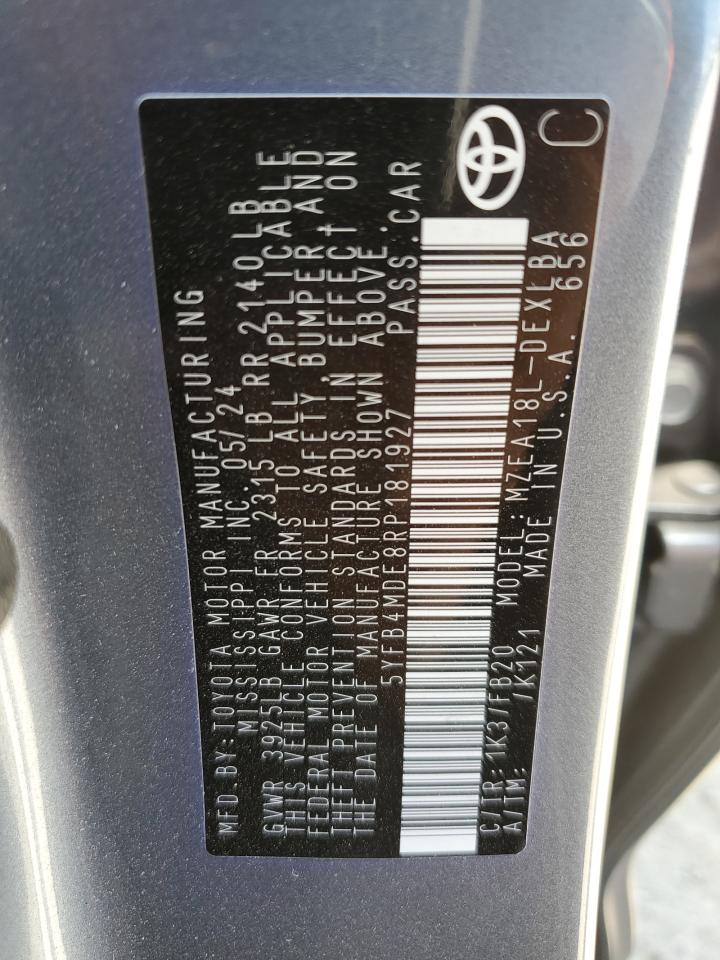 MFD.BY:TOYOTA MOTOR MANUFACTURING
MISSISSIPPI INC. 05/24
GVWR 3925LB GAWR FR 2315 LB RR 2140LB
THIS VEHICLE CONFORMS TO ALL APPLICABLE
FEDERAL MOTOR VEHICLE SAFETY BUMPER AND
THEFT PREVENTION STANDARDS IN EFFECT ON
THE DATE OF MANUFACTURE SHOWN ABOVE.
5YFB4MDE8RP181927 PASS.CAR
C/TR: 1K3/FB20 MODEL: MZEA18L-DEXLBA
A/TM: /K121 MADE IN U.S.A. 656
C